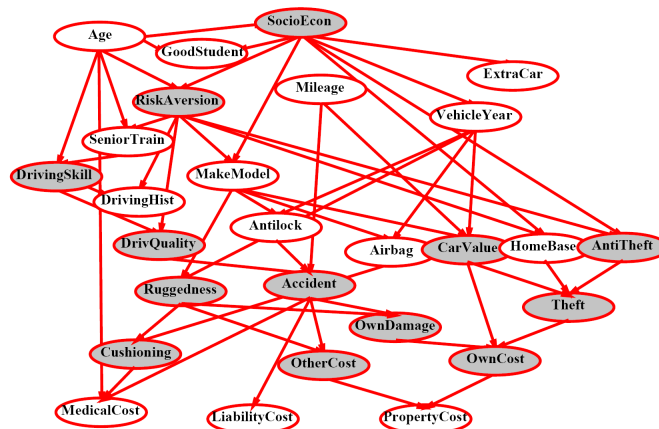 SocioEcon
Age
GoodStudent
ExtraCar
Mileage
RiskAversion
VehicleYear
SeniorTrain
DrivingSkill
MakeModel
DrivingHist
Antilock
DrivQuality
Airbag
CarValue
HomeBase
AntiTheft
Ruggedness
Accident
Theft
OwnDamage
Cushioning
OtherCost
OwnCost
MedicalCost
LiabilityCost
PropertyCost